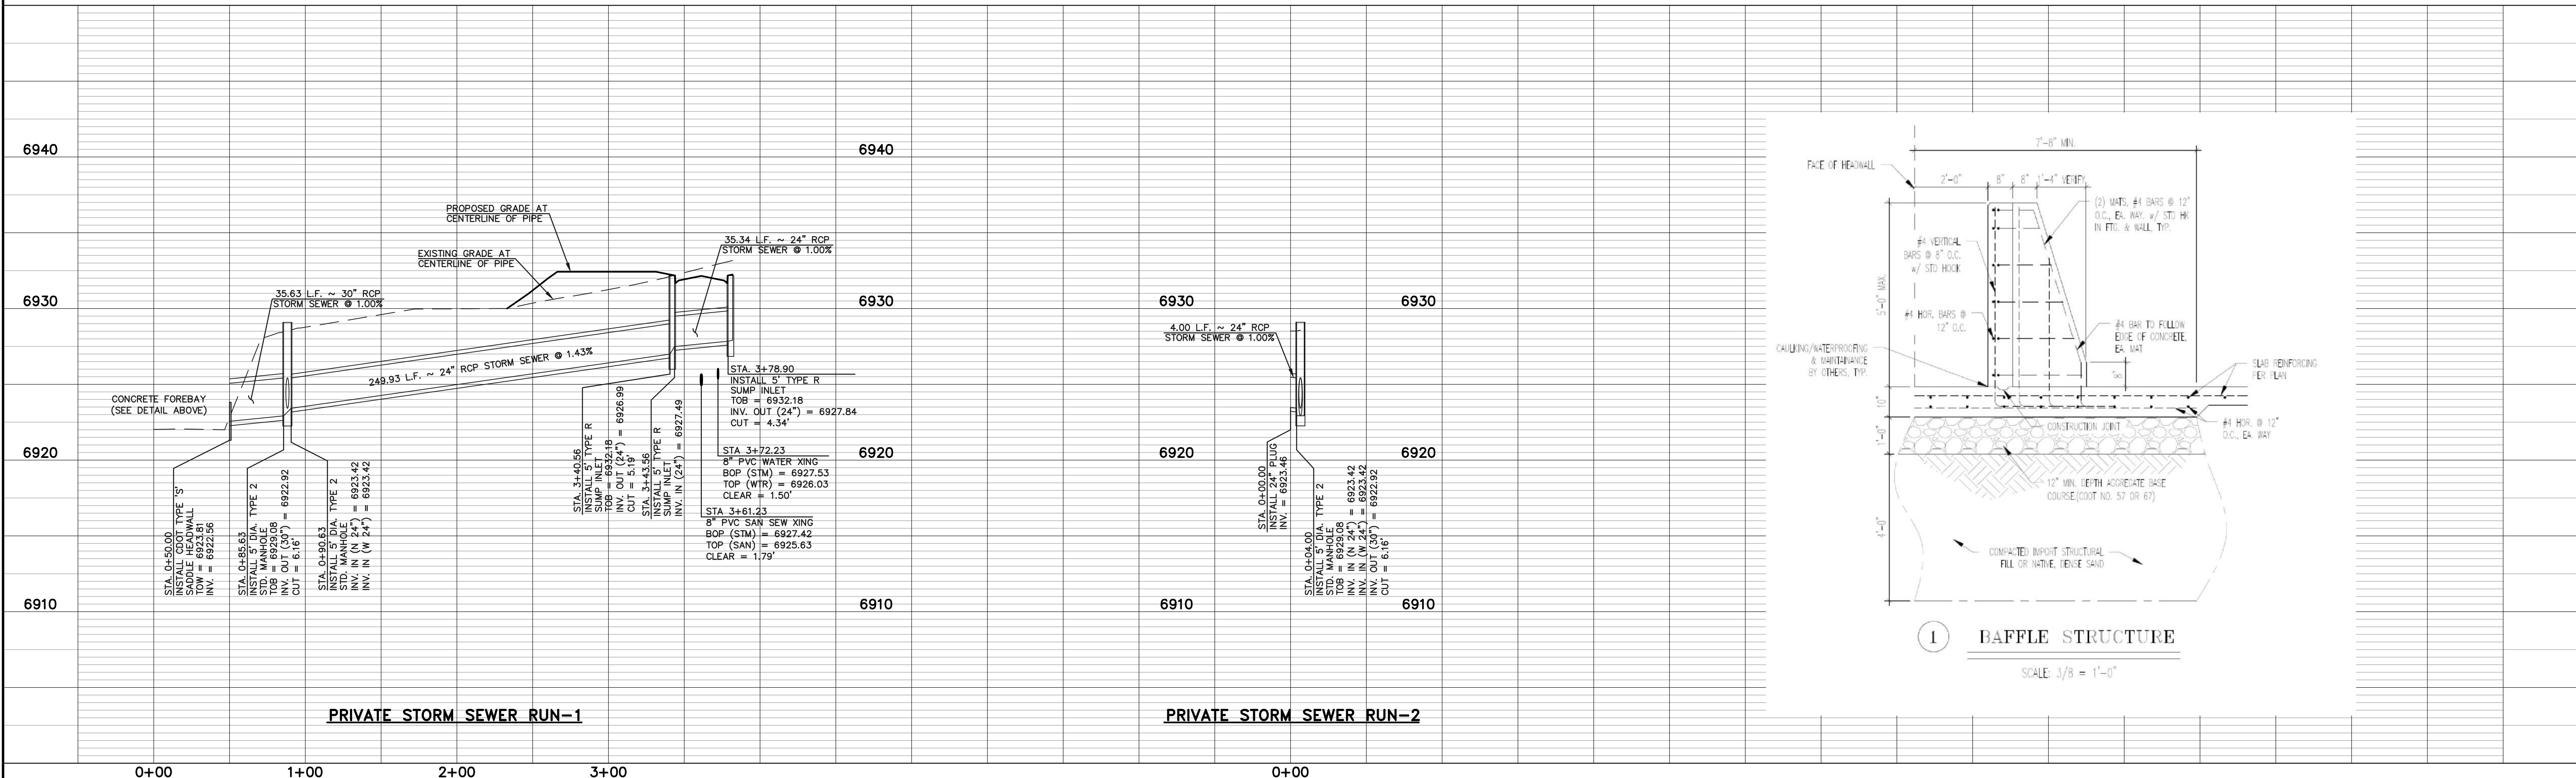 6940
6940
PROPOSED GRADE AT
CENTERLINE OF PIPE
EXISTING GRADE AT
CENTERLINE OF PIPE
35.34 L.F. ~ 24" RCP
STORM SEWER @ 1.00%
35.63 L.F. ~ 30" RCP
STORM SEWER @ 1.00%
6930
6930
249.93 L.F. ~ 24" RCP STORM SEWER @ 1.43%
CONCRETE FOREBAY
(SEE DETAIL ABOVE)
6920
6920
6910
6910
STA. 0+50.00
INSTALL CDOT TYPE 'S'
SADDLE HEADWALL
TOW = 6923.81
INV. = 6922.56
STA. 0+85.63
INSTALL 5' DIA. TYPE 2
STD. MANHOLE
TOB = 6929.08
INV. OUT (30") = 6922.92
CUT = 6.16'
STA. 0+90.63
INSTALL 5' DIA. TYPE 2
STD. MANHOLE
INV. IN (N 24") = 6923.42
INV. IN (W 24") = 6923.42
STA. 3+40.56
INSTALL 5' TYPE R
SUMP INLET
TOB = 6932.18
INV. OUT (24") = 6926.99
CUT = 5.19'
STA. 3+43.56
INSTALL 5' TYPE R
SUMP INLET
INV. IN (24") = 6927.49
STA. 3+78.90
INSTALL 5' TYPE R
SUMP INLET
TOB = 6932.18
INV. OUT (24") = 6927.84
CUT = 4.34'
STA 3+72.23
8" PVC WATER XING
BOP (STM) = 6927.53
TOP (WTR) = 6926.03
CLEAR = 1.50'
STA 3+61.23
8" PVC SAN SEW XING
BOP (STM) = 6927.42
TOP (SAN) = 6925.63
CLEAR = 1.79'
PRIVATE STORM SEWER RUN-1
0+00
1+00
2+00
3+00
6930
6930
4.00 L.F. ~ 24" RCP
STORM SEWER @ 1.00%
6920
6920
6910
6910
STA. 0+00.00
INSTALL 24" PLUG
INV. = 6923.46
STA. 0+04.00
INSTALL 5' DIA. TYPE 2
STD. MANHOLE
TOB = 6929.08
INV. IN (N 24") = 6923.42
INV. IN (W 24") = 6923.42
INV. OUT (30") = 6922.92
CUT = 6.16'
PRIVATE STORM SEWER RUN-2
0+00
7'-8" MIN.
FACE OF HEADWALL
2'-0"
8"
8"
1'-4" VERIFY
(2) MATS, #4 BARS @ 12"
O.C., EA. WAY. w/ STD HK
IN FTG. & WALL, TYP.
#4 VERTICAL
BARS @ 8" O.C.
w/ STD HOOK
5'-0" MAX.
#4 HOR. BARS @
12" O.C.
#4 BAR TO FOLLOW
EDGE OF CONCRETE,
EA. MAT
CAULKING/WATERPROOFING
& MAINTAINANCE
BY OTHERS, TYP.
8"
SLAB REINFORCING
PER PLAN
10"
CONSTRUCTION JOINT
#4 HOR. @ 12"
O.C., EA. WAY
1'-0"
12" MIN. DEPTH AGGREGATE BASE
COURSE.(CDOT NO. 57 OR 67)
4'-0"
COMPACTED IMPORT STRUCTURAL
FILL OR NATIVE, DENSE SAND
1 BAFFLE STRUCTURE
SCALE: 3/8 = 1'-0"